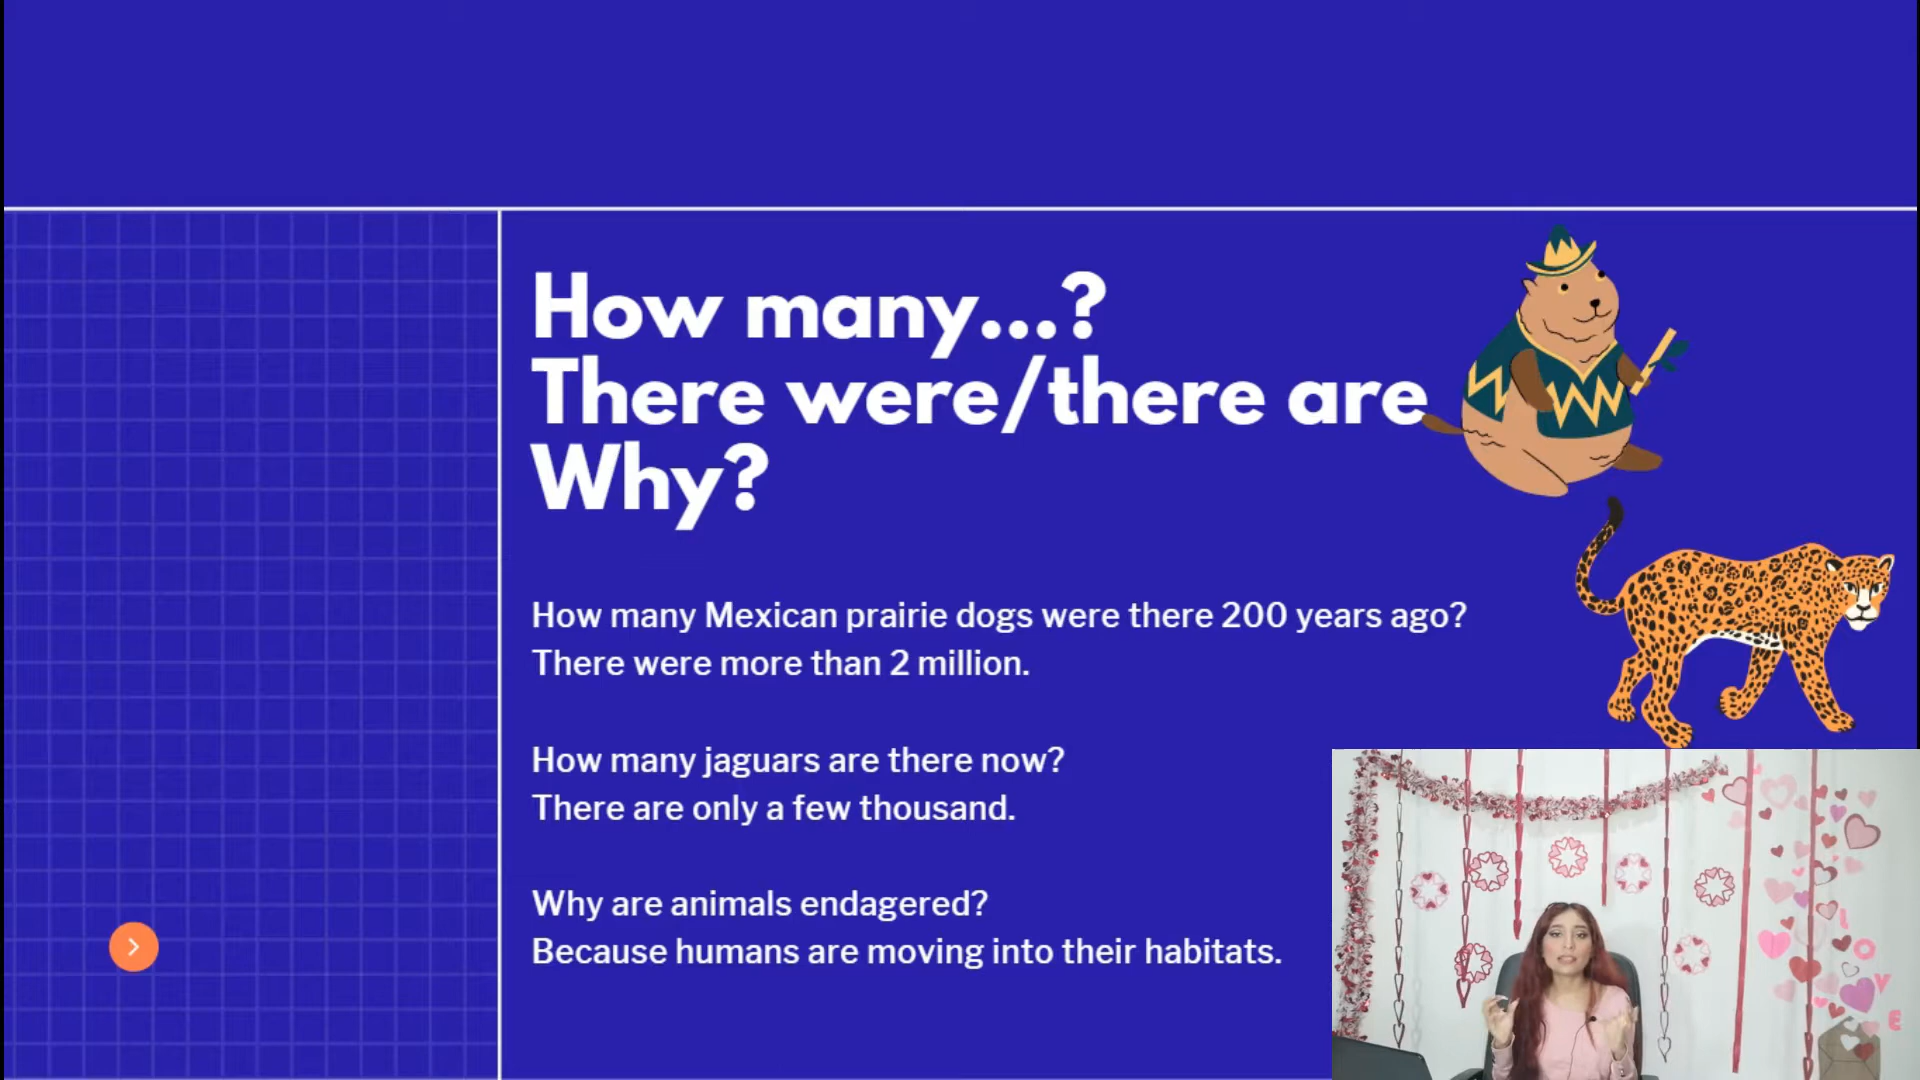 How many...?
There were/there are
Why?
How many Mexican prairie dogs were there 200 years ago?
There were more than 2 million.
How many jaguars are there now?
There are only a few thousand.
Why are animals endagered?
Because humans are moving into their habitats.
L
O
V
E